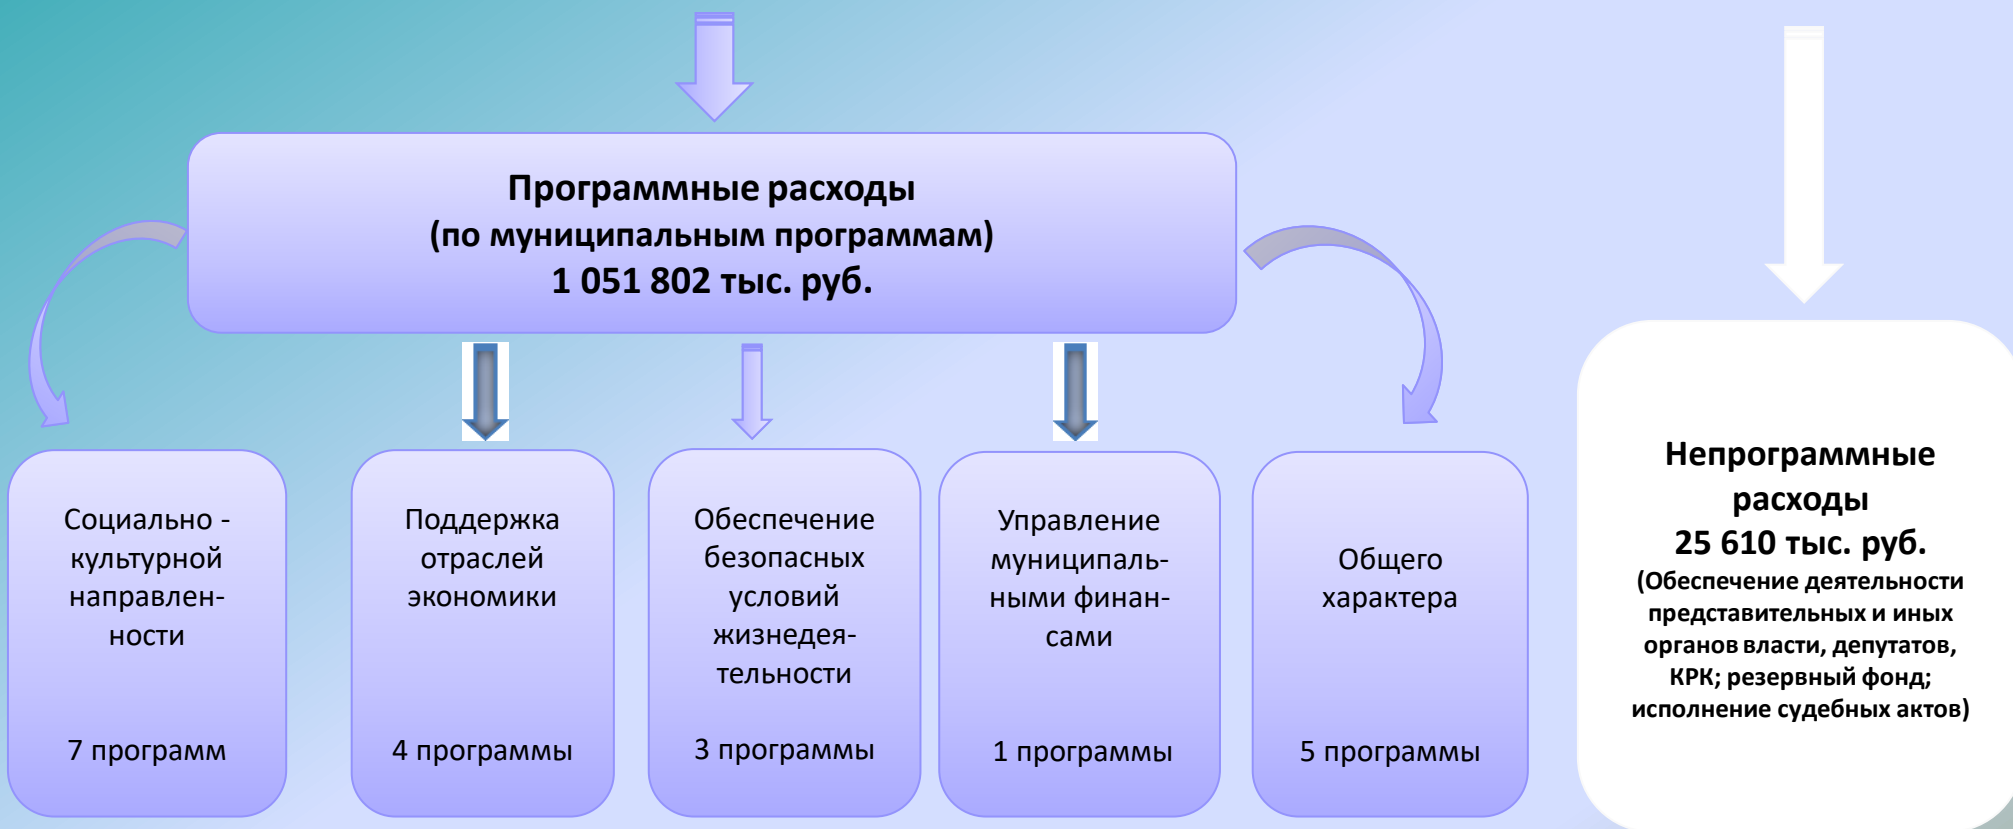 Программные расходы
(по муниципальным программам)
1 051 802 тыс. руб.
Социально -
культурной
направлен-
ности
7 программ
Поддержка
отраслей
экономики
4 программы
Обеспечение
безопасных
условий
жизнедея-
тельности
3 программы
Управление
муниципаль-
ными финан-
сами
1 программы
Общего
характера
5 программы
Непрограммные
расходы
25 610 тыс. руб.
(Обеспечение деятельности
представительных и иных
органов власти, депутатов,
КРК; резервный фонд;
исполнение судебных актов)